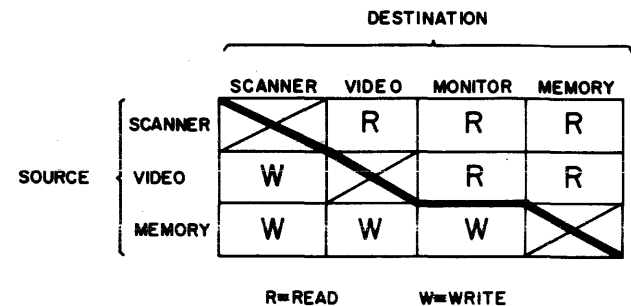 DESTINATION
SCANNER VIDEO MONITOR MEMORY
SCANNER R R R
SOURCE VIDEO W R R
MEMORY W W W
R=READ W=WRITE